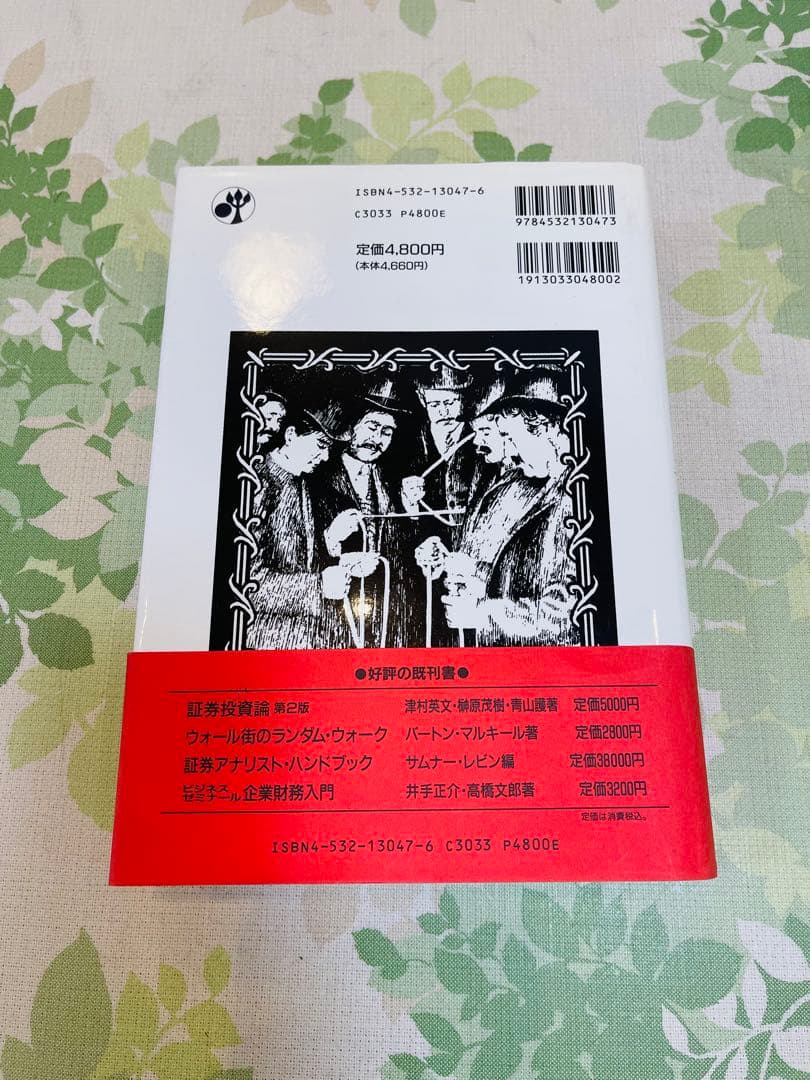 ISBN4-532-13047-6
C3033 P4800E
9784532130473
定価4,800円
(本体4,660円)
1913033048002
●好評の既刊書●
証券投資論 第2版 津村英文・榊原茂樹・青山護著 定価5000円
ウォール街のランダム・ウォーク バートン・マルキール著 定価2800円
証券アナリスト・ハンドブック サムナー・レビン編 定価38000円
ビジネス ゼミナール 企業財務入門 井手正介・高橋文郎著 定価3200円
定価は消費税込。
ISBN4-532-13047-6 C3033 P4800E